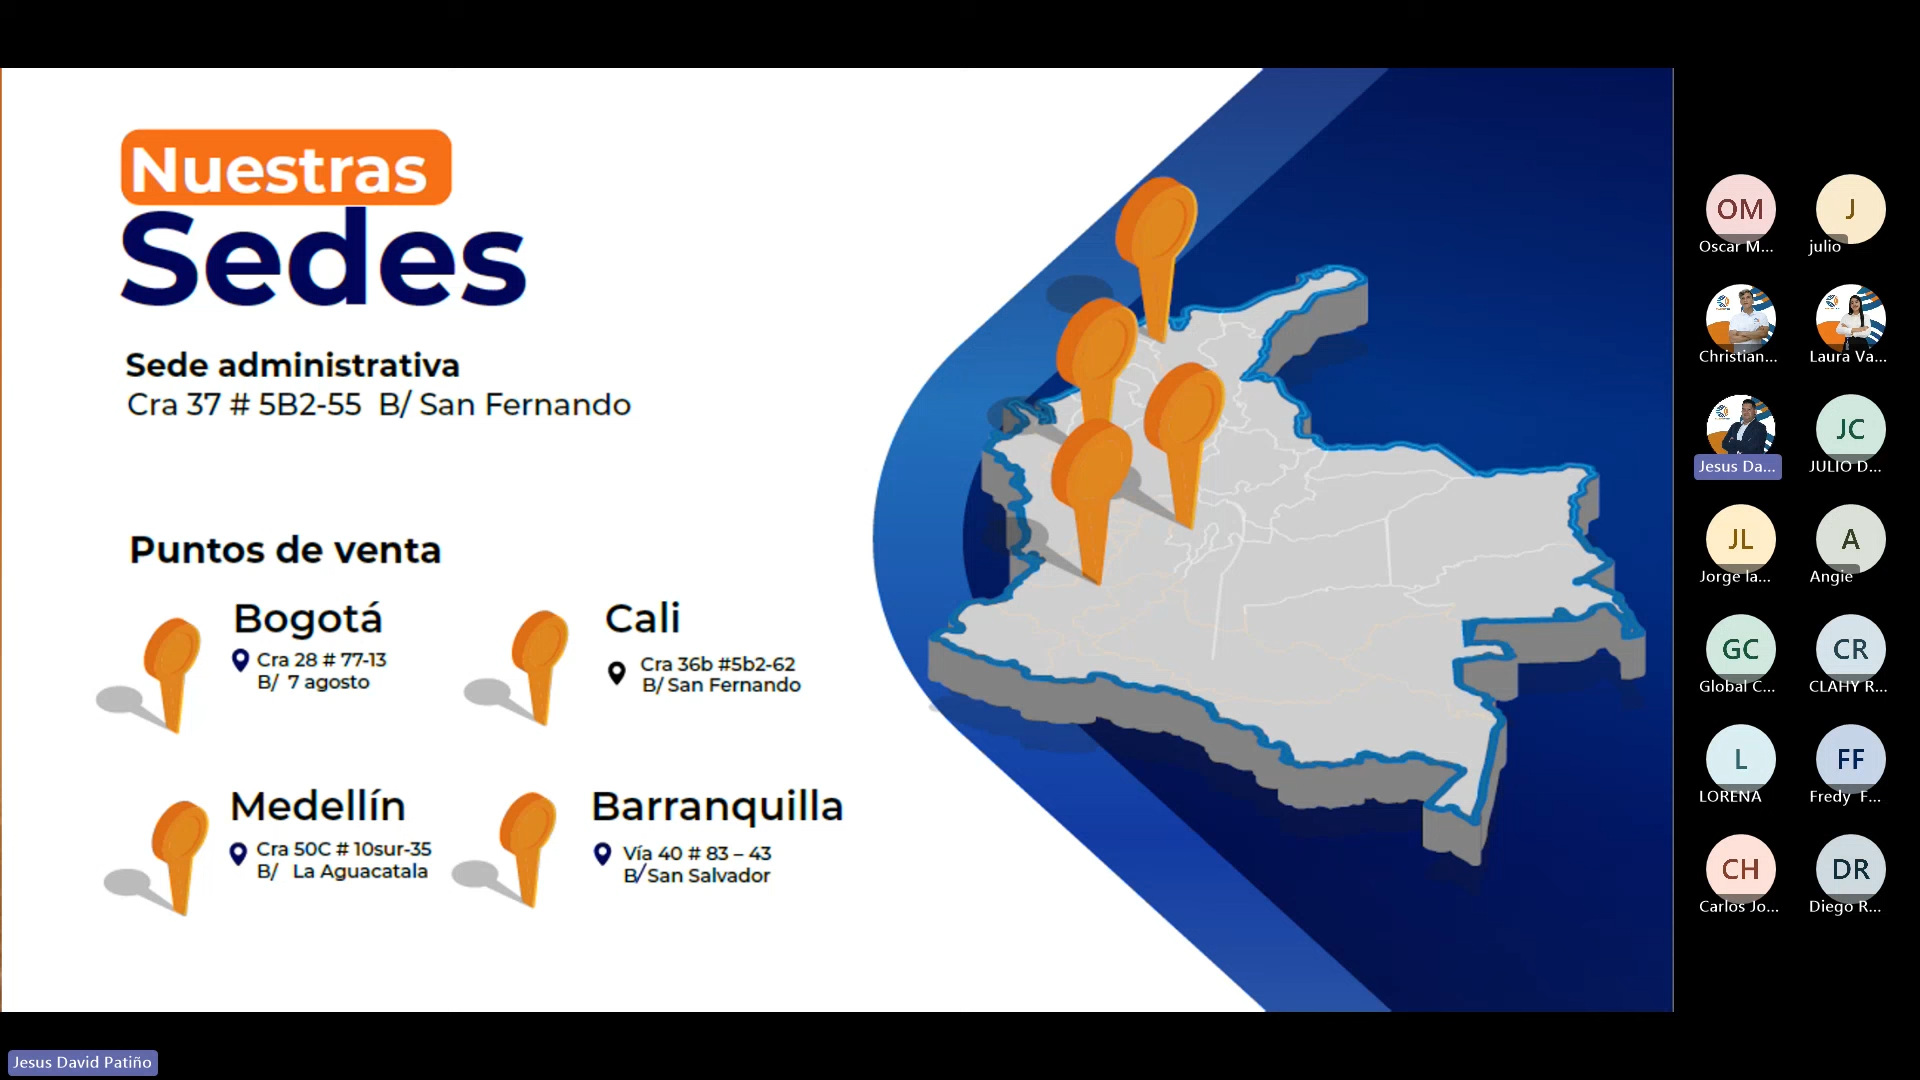 Nuestras
Sedes
Sede administrativa
Cra 37 # 5B2-55 B/ San Fernando
Puntos de venta
Bogotá
Cra 28 # 77-13
B/ 7 agosto
Cali
Cra 36b #5b2-62
B/ San Fernando
Medellín
Cra 50C # 10sur-35
B/ La Aguacatala
Barranquilla
Vía 40 # 83 – 43
B/ San Salvador
OM
Oscar M...
J
julio
Christian...
Laura Va...
Jesus Da...
JC
JULIO D...
JL
Jorge la...
A
Angie
GC
Global C...
CR
CLAHY R...
L
LORENA
FF
Fredy F...
CH
Carlos Jo...
DR
Diego R...
Jesus David Patiño